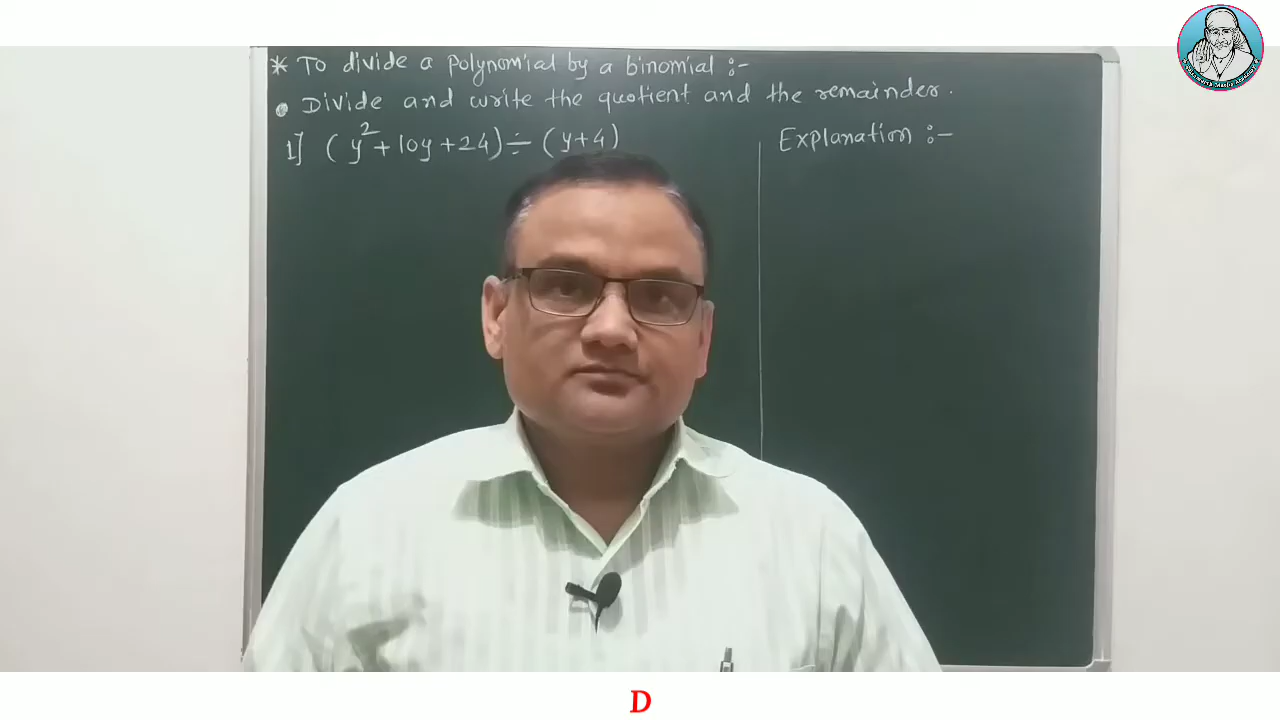 * To divide a polynomial by a binomial :-
• Divide and write the quotient and the remainder.
1] (y²+10y+24)÷(y+4)
Explanation :-
D